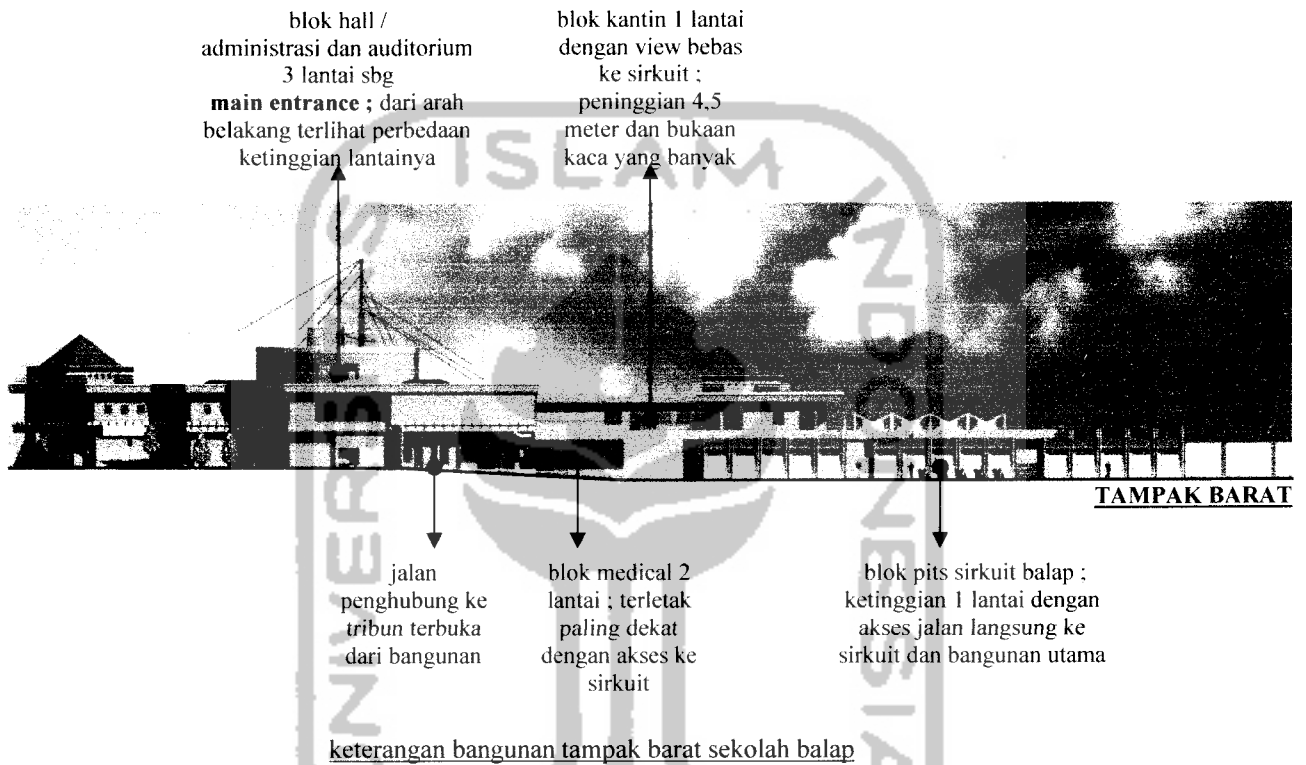 blok hall /
administrasi dan auditorium
3 lantai sbg
main entrance ; dari arah
belakang terlihat perbedaan
ketinggian lantainya
blok kantin 1 lantai
dengan view bebas
ke sirkuit ;
peninggian 4,5
meter dan bukaan
kaca yang banyak
ISLAM
UNIVERSITAS
INDONESIA
TAMPAK BARAT
jalan
penghubung ke
tribun terbuka
dari bangunan
blok medical 2
lantai ; terletak
paling dekat
dengan akses ke
sirkuit
blok pits sirkuit balap ;
ketinggian 1 lantai dengan
akses jalan langsung ke
sirkuit dan bangunan utama
keterangan bangunan tampak barat sekolah balap